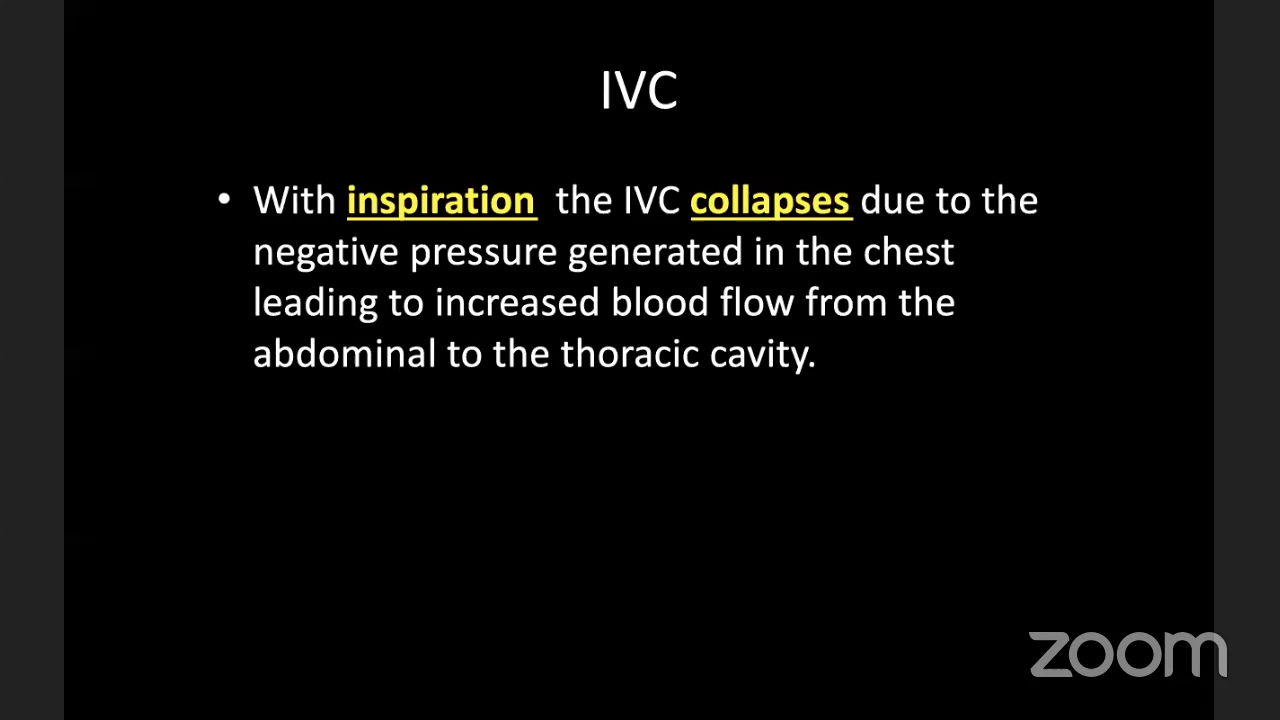 IVC
• With inspiration the IVC collapses due to the
negative pressure generated in the chest
leading to increased blood flow from the
abdominal to the thoracic cavity.
zoom